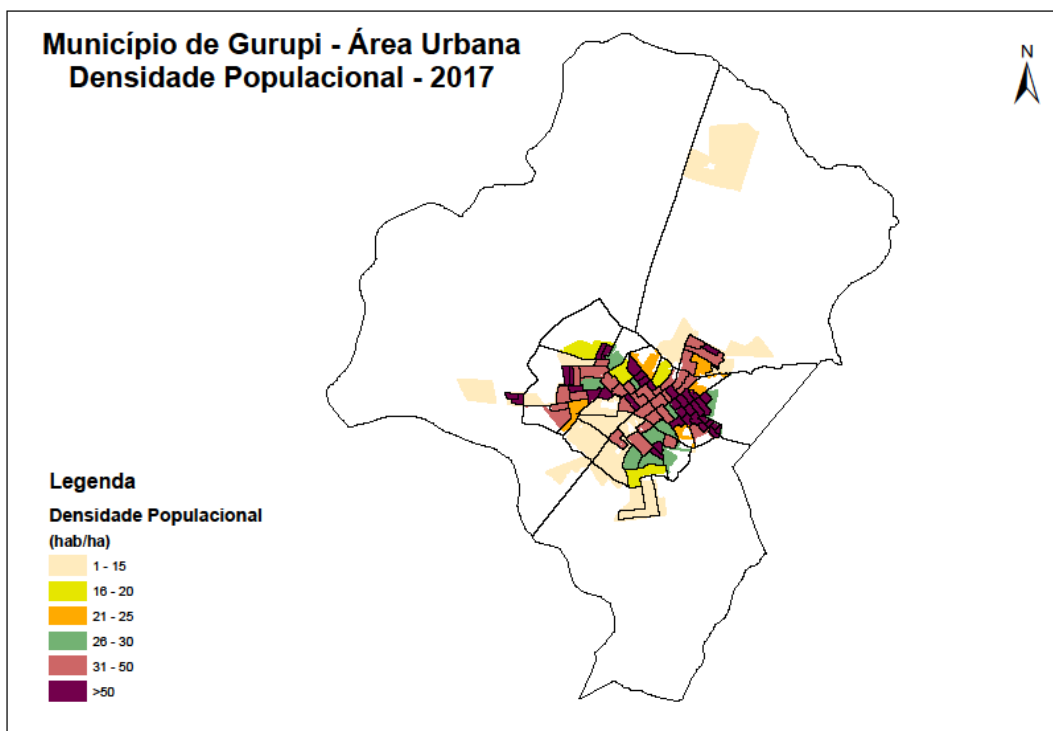 Município de Gurupi - Área Urbana
Densidade Populacional - 2017
N
Legenda
Densidade Populacional
(hab/ha)
1 - 15
16 - 20
21 - 25
26 - 30
31 - 50
>50